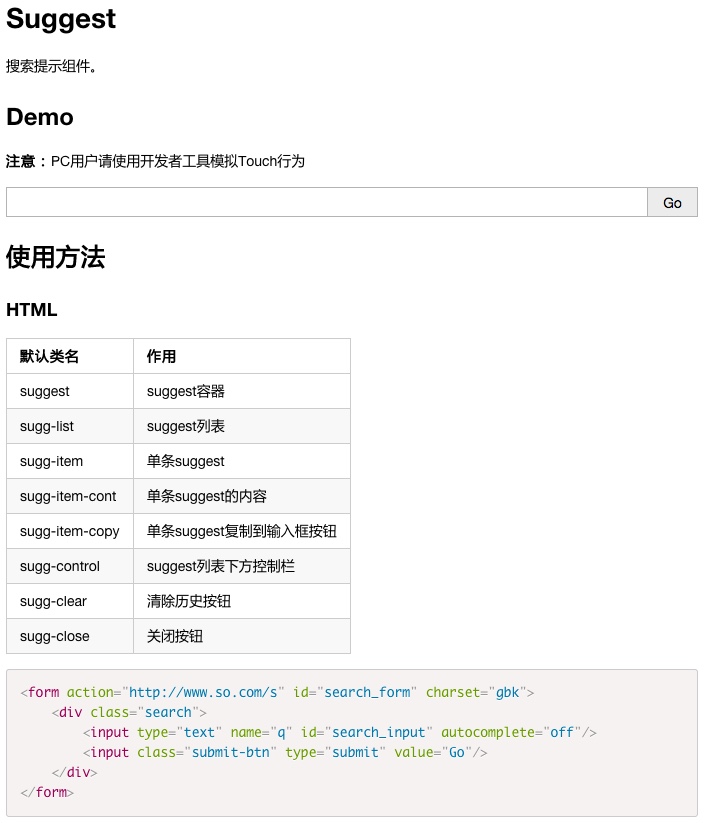 Suggest
搜索提示组件。
Demo
注意：PC用户请使用开发者工具模拟Touch行为
Go
使用方法
HTML
默认类名 作用
suggest suggest容器
sugg-list suggest列表
sugg-item 单条suggest
sugg-item-cont 单条suggest的内容
sugg-item-copy 单条suggest复制到输入框按钮
sugg-control suggest列表下方控制栏
sugg-clear 清除历史按钮
sugg-close 关闭按钮
<form action="http://www.so.com/s" id="search_form" charset="gbk">
<div class="search">
<input type="text" name="q" id="search_input" autocomplete="off"/>
<input class="submit-btn" type="submit" value="Go"/>
</div>
</form>